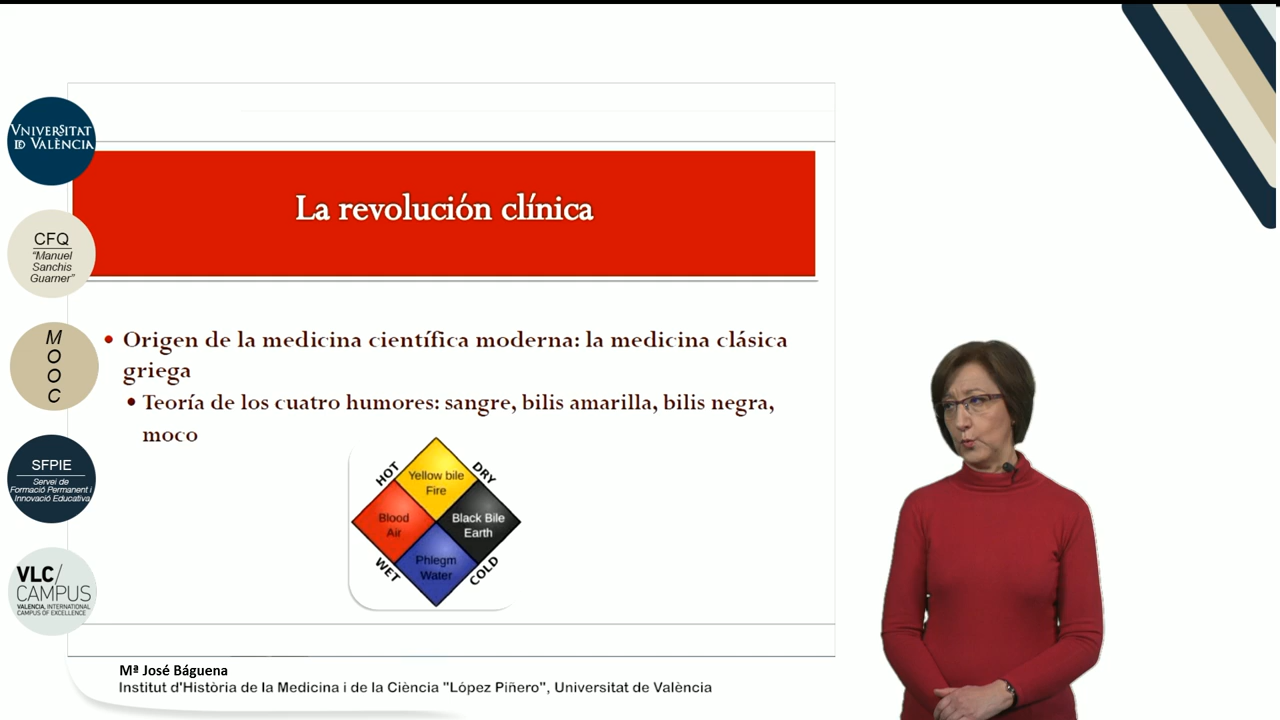 VNIVERSITAT
ID VALÈNCIA
CFQ
"Manuel
Sanchis
Guarner"
M
O
O
C
SFPIE
Servei de
Formació Permanent i
Innovació Educativa
VLC/
CAMPUS
VALENCIA, INTERNATIONAL
CAMPUS OF EXCELLENCE
La revolución clínica
• Origen de la medicina científica moderna: la medicina clásica
griega
• Teoría de los cuatro humores: sangre, bilis amarilla, bilis negra,
moco
HOT
DRY
Yellow bile
Fire
Blood
Air
Black Bile
Earth
Phlegm
Water
WET
COLD
Mª José Báguena
Institut d'Història de la Medicina i de la Ciència "López Piñero", Universitat de València